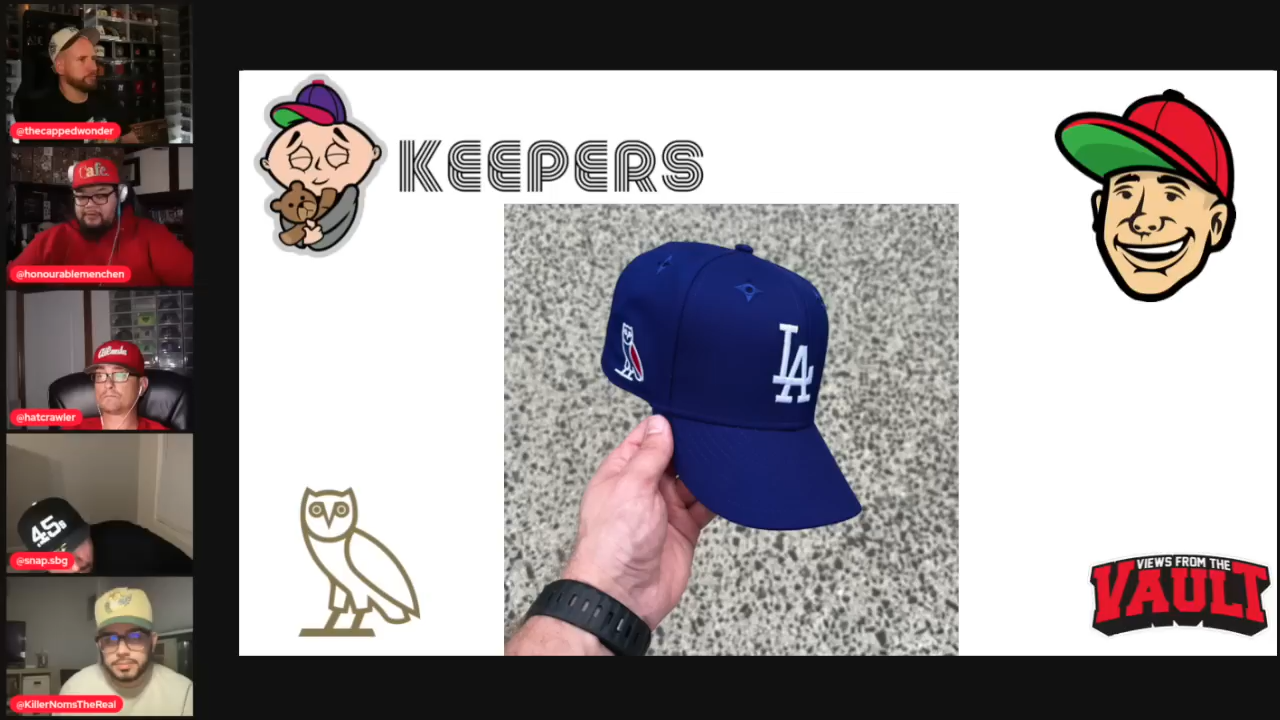 @thecappedwonder
Cafe.
@honourablemenchen
@hatcrawler
45s
@snap.sbg
@KillerNomsTheReal
KEEPERS
LA
VIEWS FROM THE
VAULT